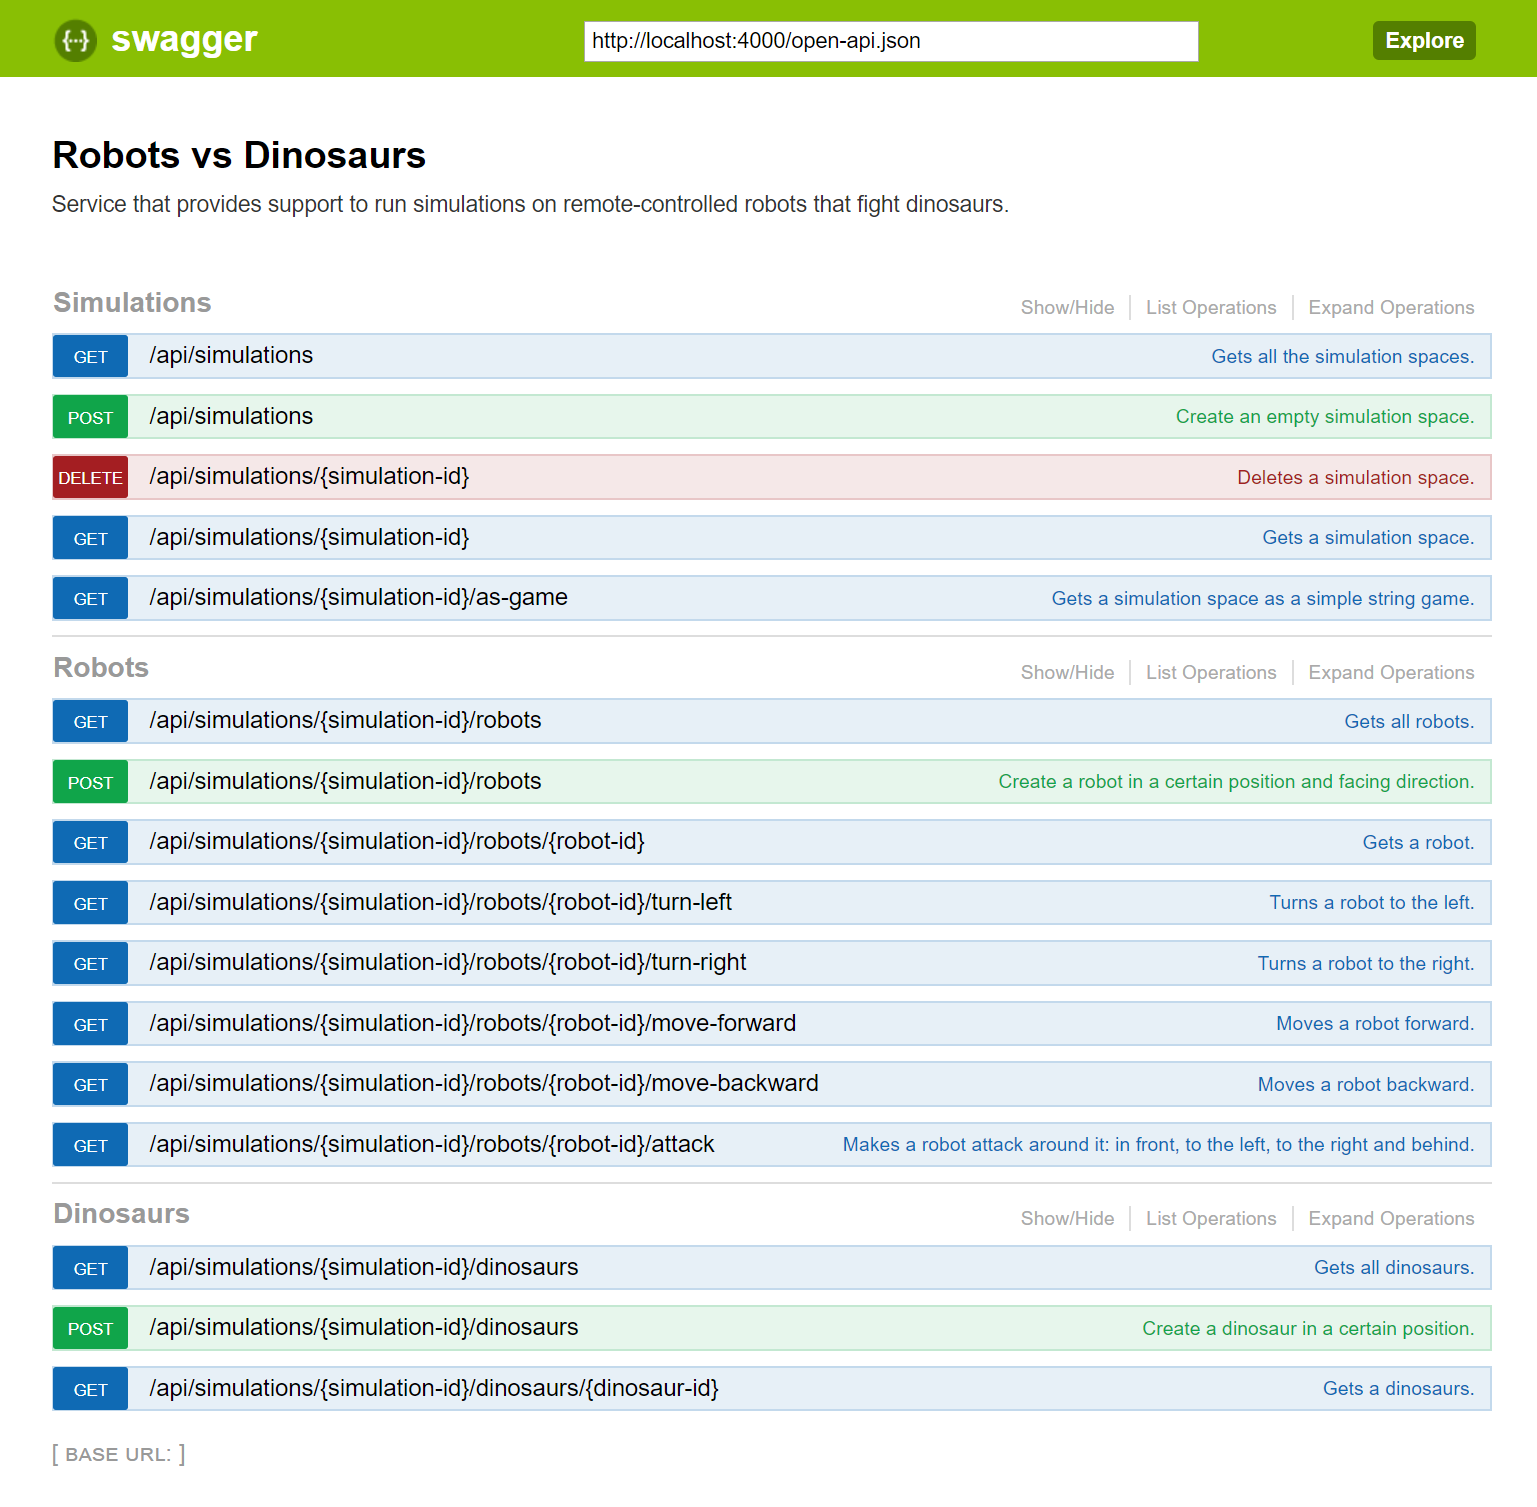 swagger
http://localhost:4000/open-api.json
Explore
Robots vs Dinosaurs
Service that provides support to run simulations on remote-controlled robots that fight dinosaurs.
Simulations Show/Hide List Operations Expand Operations
GET /api/simulations Gets all the simulation spaces.
POST /api/simulations Create an empty simulation space.
DELETE /api/simulations/{simulation-id} Deletes a simulation space.
GET /api/simulations/{simulation-id} Gets a simulation space.
GET /api/simulations/{simulation-id}/as-game Gets a simulation space as a simple string game.
Robots Show/Hide List Operations Expand Operations
GET /api/simulations/{simulation-id}/robots Gets all robots.
POST /api/simulations/{simulation-id}/robots Create a robot in a certain position and facing direction.
GET /api/simulations/{simulation-id}/robots/{robot-id} Gets a robot.
GET /api/simulations/{simulation-id}/robots/{robot-id}/turn-left Turns a robot to the left.
GET /api/simulations/{simulation-id}/robots/{robot-id}/turn-right Turns a robot to the right.
GET /api/simulations/{simulation-id}/robots/{robot-id}/move-forward Moves a robot forward.
GET /api/simulations/{simulation-id}/robots/{robot-id}/move-backward Moves a robot backward.
GET /api/simulations/{simulation-id}/robots/{robot-id}/attack Makes a robot attack around it: in front, to the left, to the right and behind.
Dinosaurs Show/Hide List Operations Expand Operations
GET /api/simulations/{simulation-id}/dinosaurs Gets all dinosaurs.
POST /api/simulations/{simulation-id}/dinosaurs Create a dinosaur in a certain position.
GET /api/simulations/{simulation-id}/dinosaurs/{dinosaur-id} Gets a dinosaurs.
[ BASE URL: ]